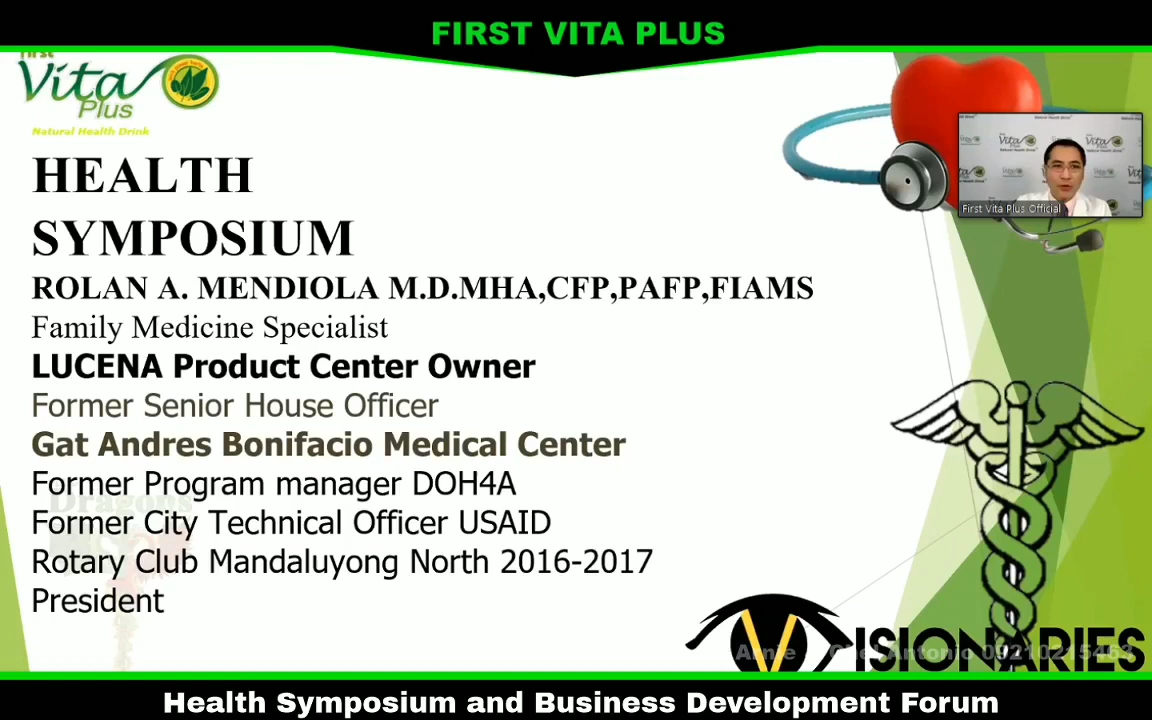 FIRST VITA PLUS
First
Vita
Plus
Natural Health Drink
HEALTH
SYMPOSIUM
ROLAN A. MENDIOLA M.D.MHA,CFP,PAFP,FIAMS
Family Medicine Specialist
LUCENA Product Center Owner
Former Senior House Officer
Gat Andres Bonifacio Medical Center
Former Program manager DOH4A
Dragons
Former City Technical Officer USAID
Rotary Club Mandaluyong North 2016-2017
President
Vita
Plus
First Vita Plus Official
VISIONARIES
Health Symposium and Business Development Forum